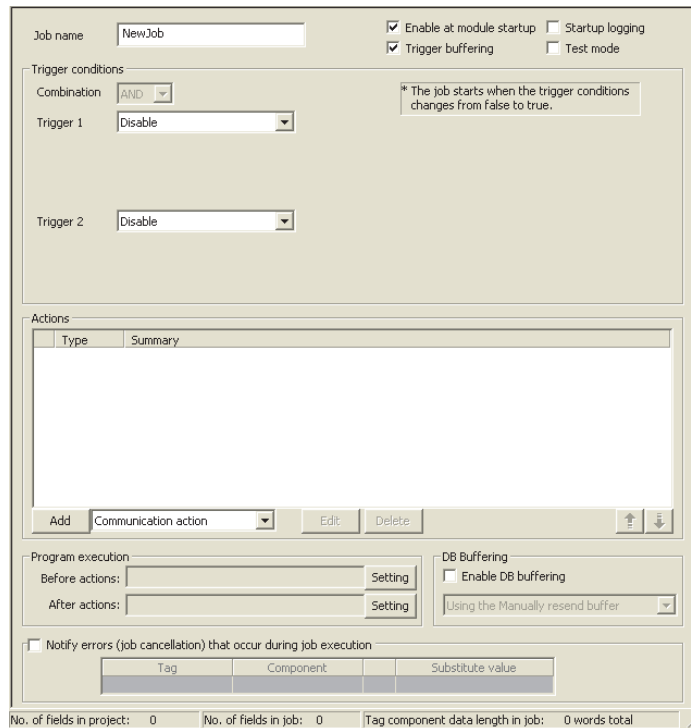 Job name NewJob Enable at module startup Startup logging
Trigger buffering Test mode
Trigger conditions
Combination AND
* The job starts when the trigger conditions
changes from false to true.
Trigger 1 Disable
Trigger 2 Disable
Actions
Type Summary
Add Communication action Edit Delete
Program execution
Before actions: Setting
After actions: Setting
DB Buffering
Enable DB buffering
Using the Manually resend buffer
Notify errors (job cancellation) that occur during job execution
Tag Component Substitute value
No. of fields in project: 0 No. of fields in job: 0 Tag component data length in job: 0 words total